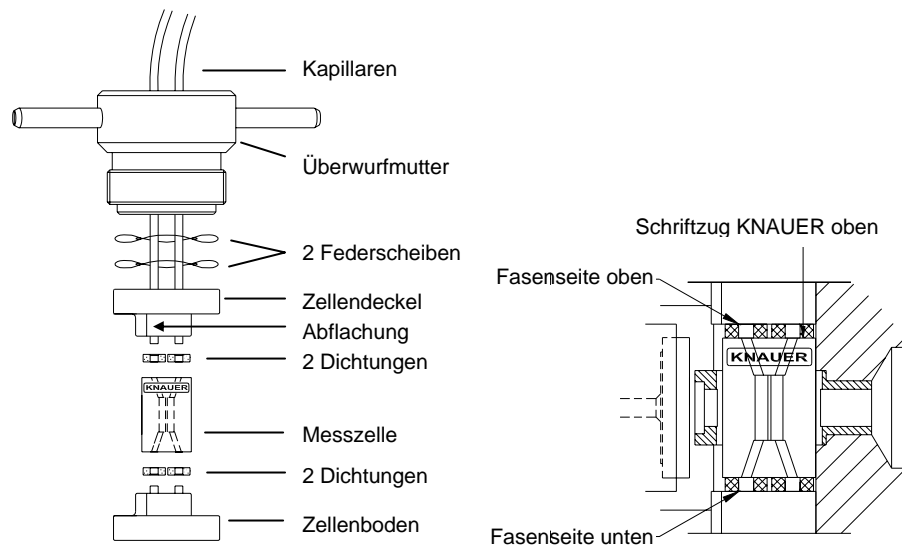 Kapillaren
Überwurfmutter
2 Federscheiben
Zellendeckel
Abflachung
2 Dichtungen
KNAUER
Messzelle
2 Dichtungen
Zellenboden
Schriftzug KNAUER oben
Fasenseite oben
KNAUER
Fasenseite unten